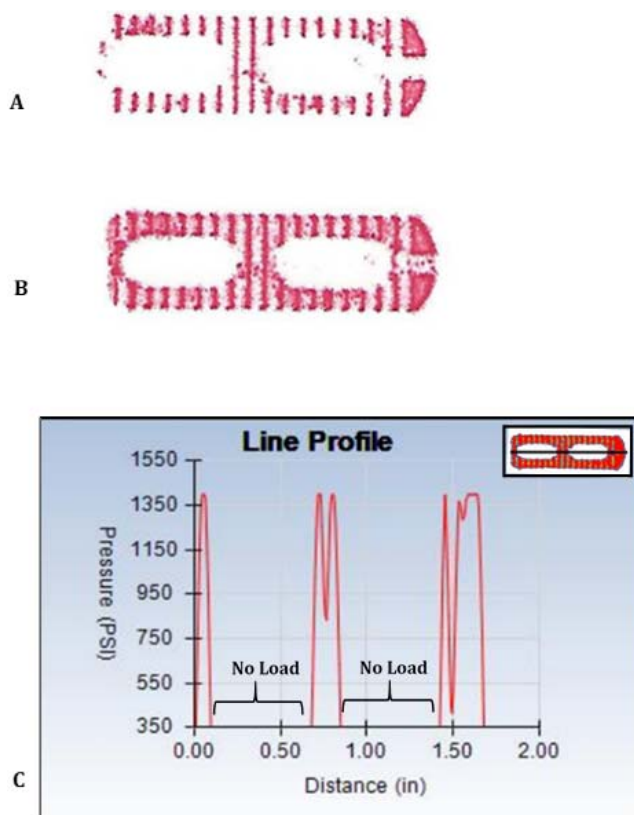 A
B
Line Profile
1550
1350
1150
950
750
550
350
Pressure (PSI)
No Load
No Load
0.00 0.50 1.00 1.50 2.00
Distance (in)
C